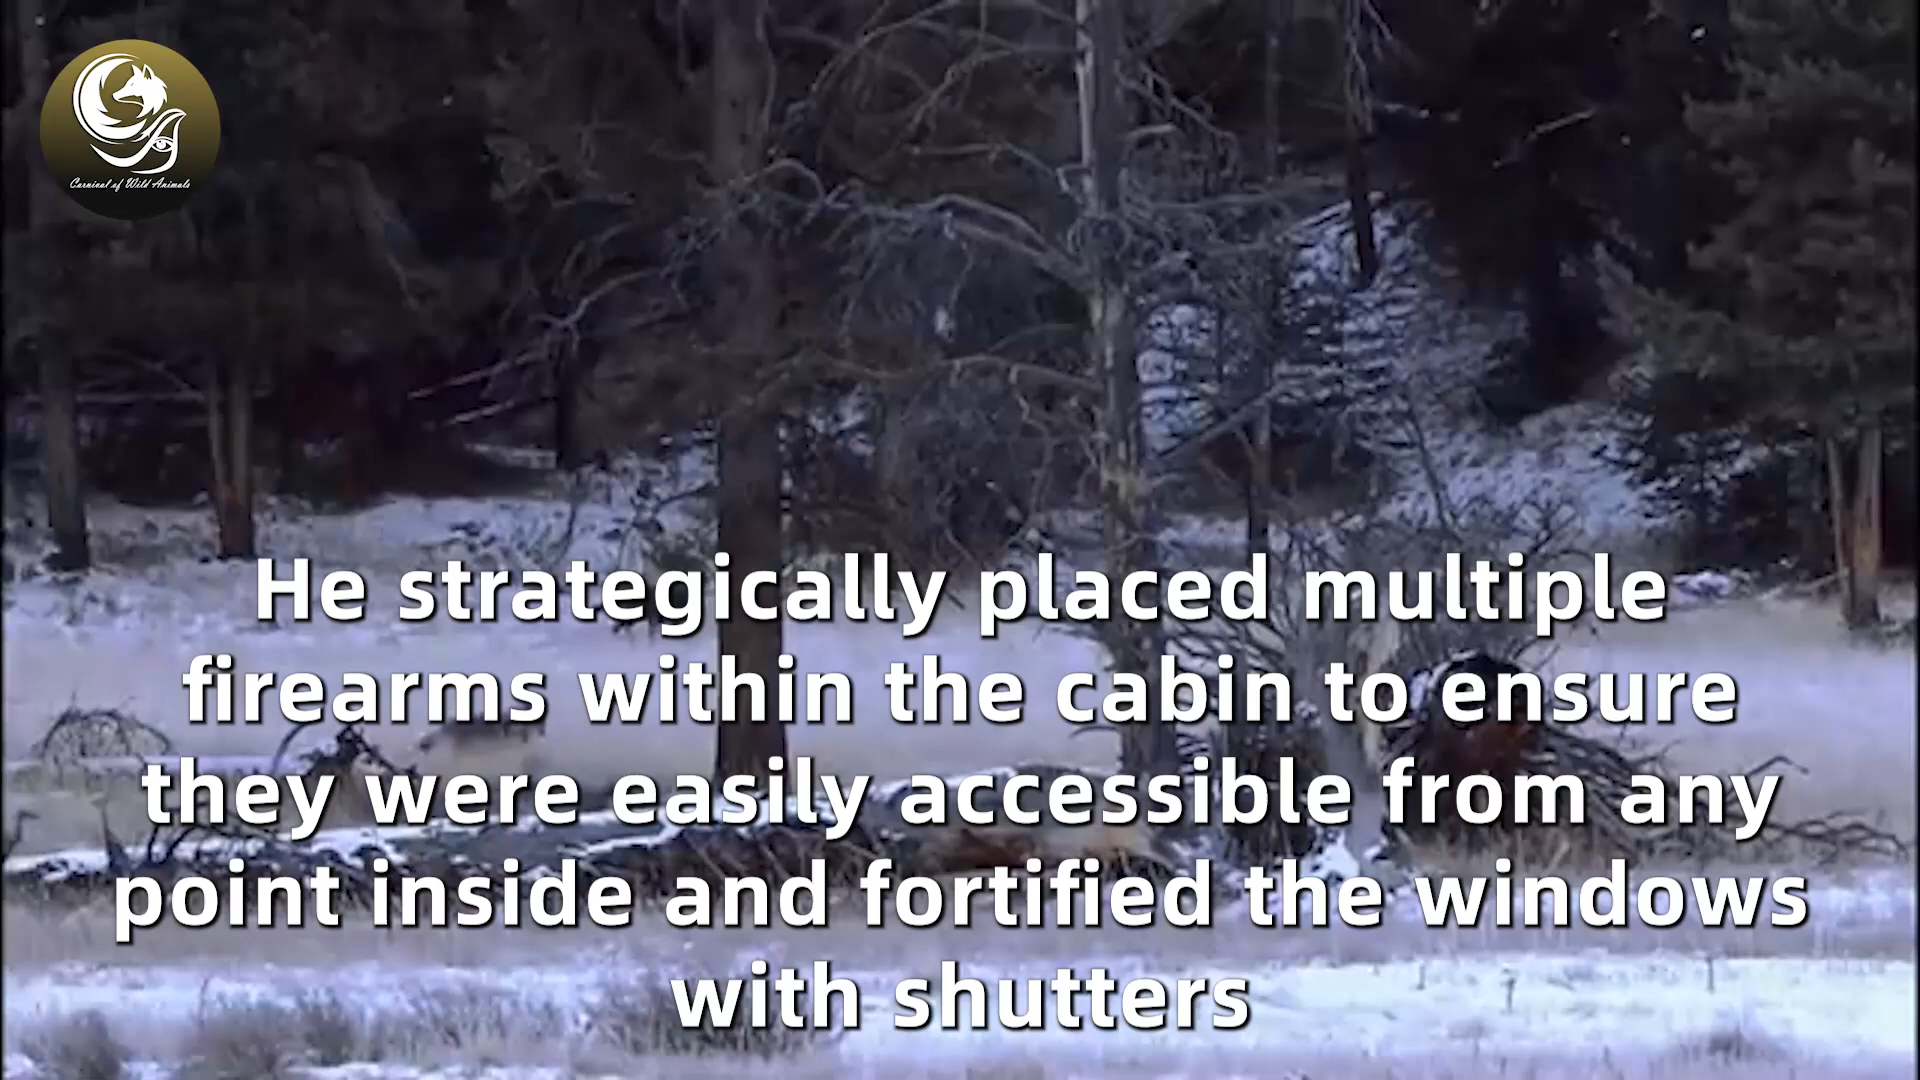 Carnival of Wild Animals
He strategically placed multiple
firearms within the cabin to ensure
they were easily accessible from any
point inside and fortified the windows
with shutters